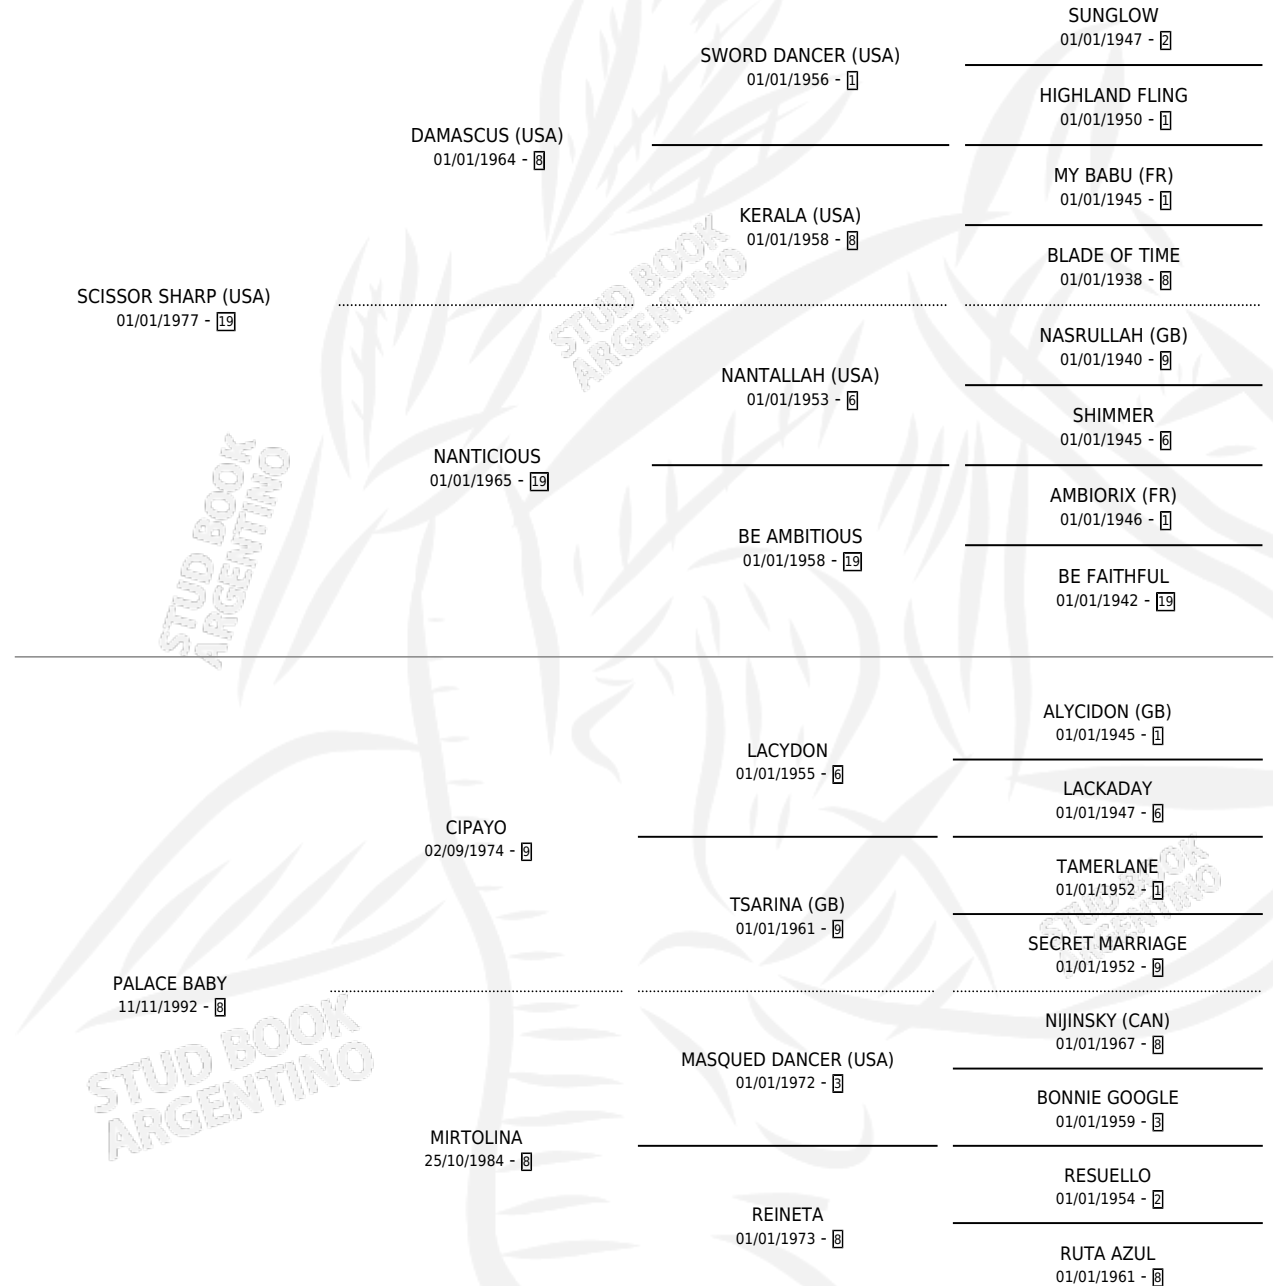 SUNGLOW
01/01/1947 - 2
SWORD DANCER (USA)
01/01/1956 - 1
HIGHLAND FLING
01/01/1950 - 1
DAMASCUS (USA)
01/01/1964 - 8
MY BABU (FR)
01/01/1945 - 1
KERALA (USA)
01/01/1958 - 8
BLADE OF TIME
01/01/1938 - 8
SCISSOR SHARP (USA)
01/01/1977 - 19
NASRULLAH (GB)
01/01/1940 - 9
NANTALLAH (USA)
01/01/1953 - 6
SHIMMER
01/01/1945 - 6
NANTICIOUS
01/01/1965 - 19
AMBIORIX (FR)
01/01/1946 - 1
BE AMBITIOUS
01/01/1958 - 19
BE FAITHFUL
01/01/1942 - 19
ALYCIDON (GB)
01/01/1945 - 1
LACYDON
01/01/1955 - 6
LACKADAY
01/01/1947 - 6
CIPAYO
02/09/1974 - 9
TAMERLANE
01/01/1952 - 1
TSARINA (GB)
01/01/1961 - 9
SECRET MARRIAGE
01/01/1952 - 9
PALACE BABY
11/11/1992 - 8
NIJINSKY (CAN)
01/01/1967 - 8
MASQUED DANCER (USA)
01/01/1972 - 3
BONNIE GOOGLE
01/01/1959 - 3
MIRTOLINA
25/10/1984 - 8
RESUELLO
01/01/1954 - 2
REINETA
01/01/1973 - 8
RUTA AZUL
01/01/1961 - 8
STUD BOOK
ARGENTINO
STUD BOOK
ARGENTINO
STUD BOOK
ARGENTINO
STUD BOOK
ARGENTINO